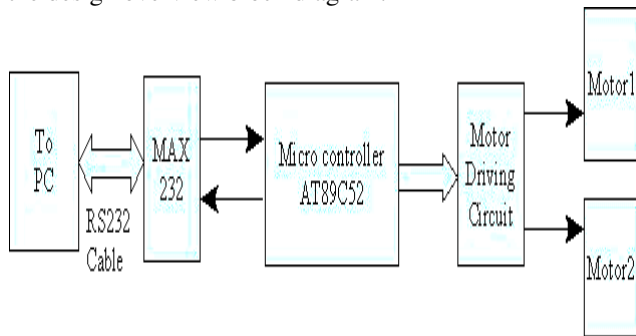 To
PC
RS232
Cable
MAX
232
Micro controller
AT89C52
Motor
Driving
Circuit
Motor1
Motor2